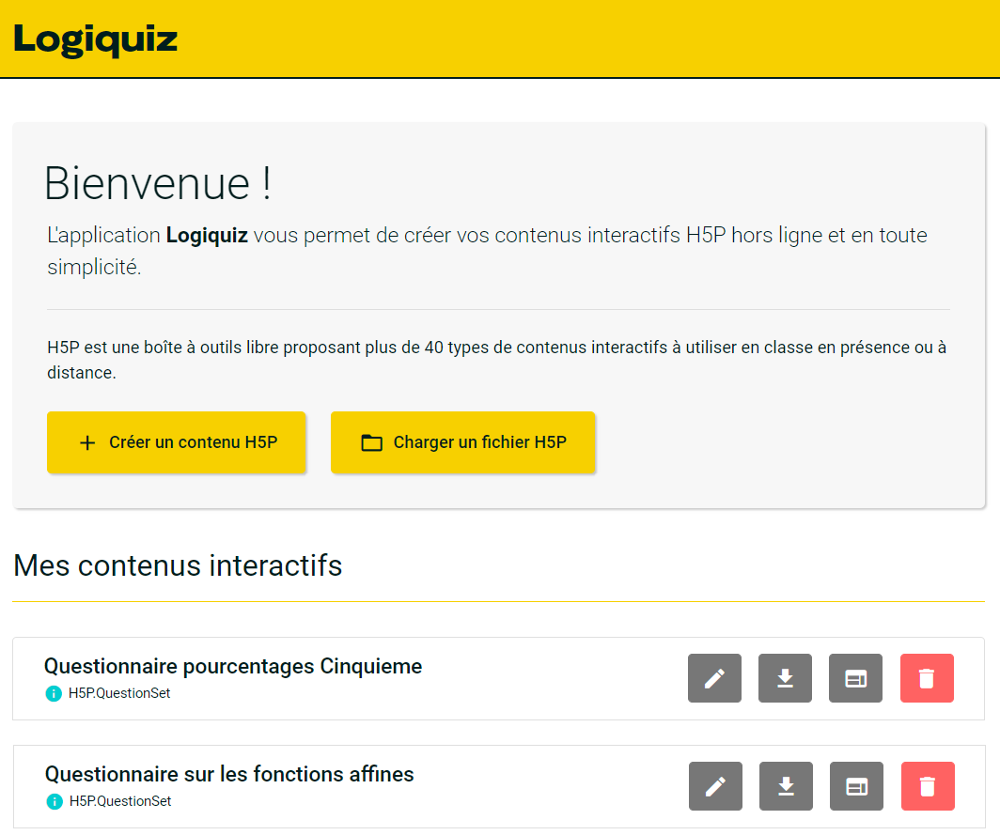 Logiquiz
Bienvenue !
L'application Logiquiz vous permet de créer vos contenus interactifs H5P hors ligne et en toute
simplicité.
H5P est une boîte à outils libre proposant plus de 40 types de contenus interactifs à utiliser en classe en présence ou à
distance.
Créer un contenu H5P
Charger un fichier H5P
Mes contenus interactifs
Questionnaire pourcentages Cinquieme
H5P.QuestionSet
Questionnaire sur les fonctions affines
H5P.QuestionSet